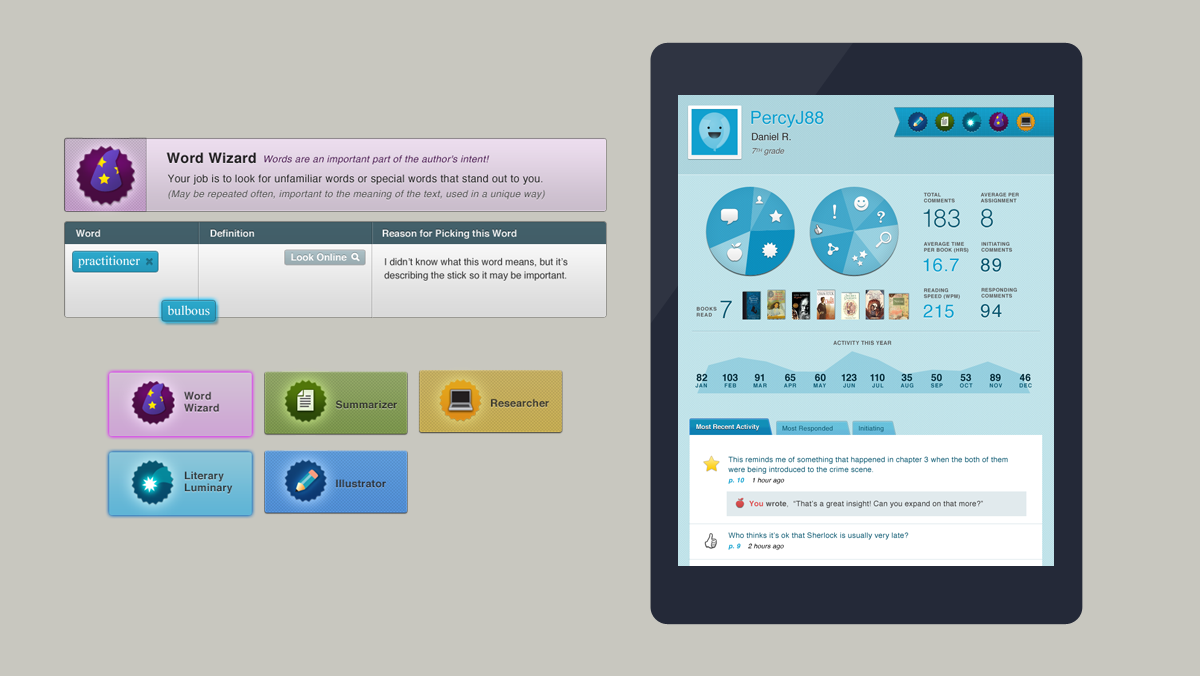 Word Wizard Words are an important part of the author's intent!
Your job is to look for unfamiliar words or special words that stand out to you.
(May be repeated often, important to the meaning of the text, used in a unique way)
Word Definition Reason for Picking this Word
practitioner
Look Online
I didn't know what this word means, but it's
describing the stick so it may be important.
bulbous
Word
Wizard
Summarizer
Researcher
Literary
Luminary
Illustrator
PercyJ88
Daniel R.
7TH grade
TOTAL
COMMENTS
183
AVERAGE PER
ASSIGNMENT
8
AVERAGE TIME
PER BOOK (HRS)
16.7
INITIATING
COMMENTS
89
READING
SPEED (WPM)
215
RESPONDING
COMMENTS
94
BOOKS
READ
7
ACTIVITY THIS YEAR
82 103 91 65 60 123 110 35 50 53 89 46
JAN FEB MAR APR MAY JUN JUL AUG SEP OCT NOV DEC
Most Recent Activity Most Responded Initiating
This reminds me of something that happened in chapter 3 when the both of them
were being introduced to the crime scene.
p. 10 1 hour ago
You wrote, "That's a great insight! Can you expand on that more?"
Who thinks it's ok that Sherlock is usually very late?
p. 9 2 hours ago